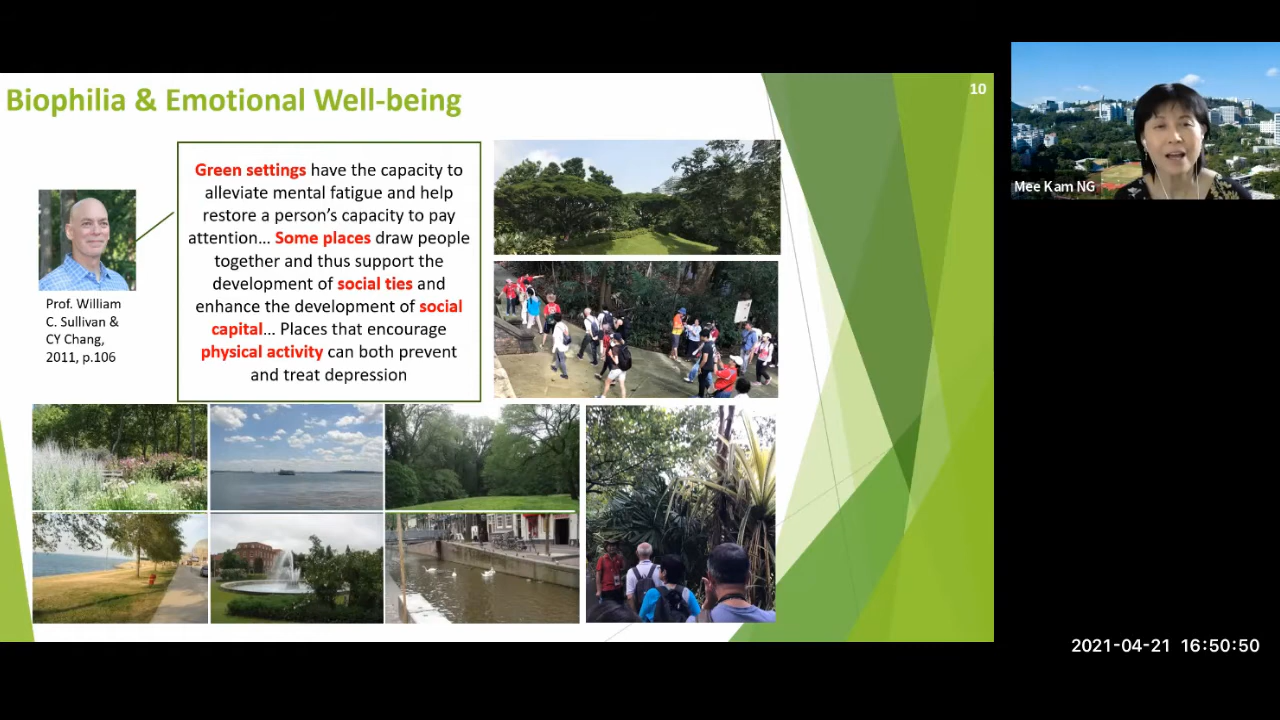 Biophilia & Emotional Well-being
10
Green settings have the capacity to
alleviate mental fatigue and help
restore a person's capacity to pay
attention... Some places draw people
together and thus support the
development of social ties and
enhance the development of social
capital... Places that encourage
physical activity can both prevent
and treat depression
Prof. William
C. Sullivan &
CY Chang,
2011, p.106
Mee Kam NG
2021-04-21 16:50:50